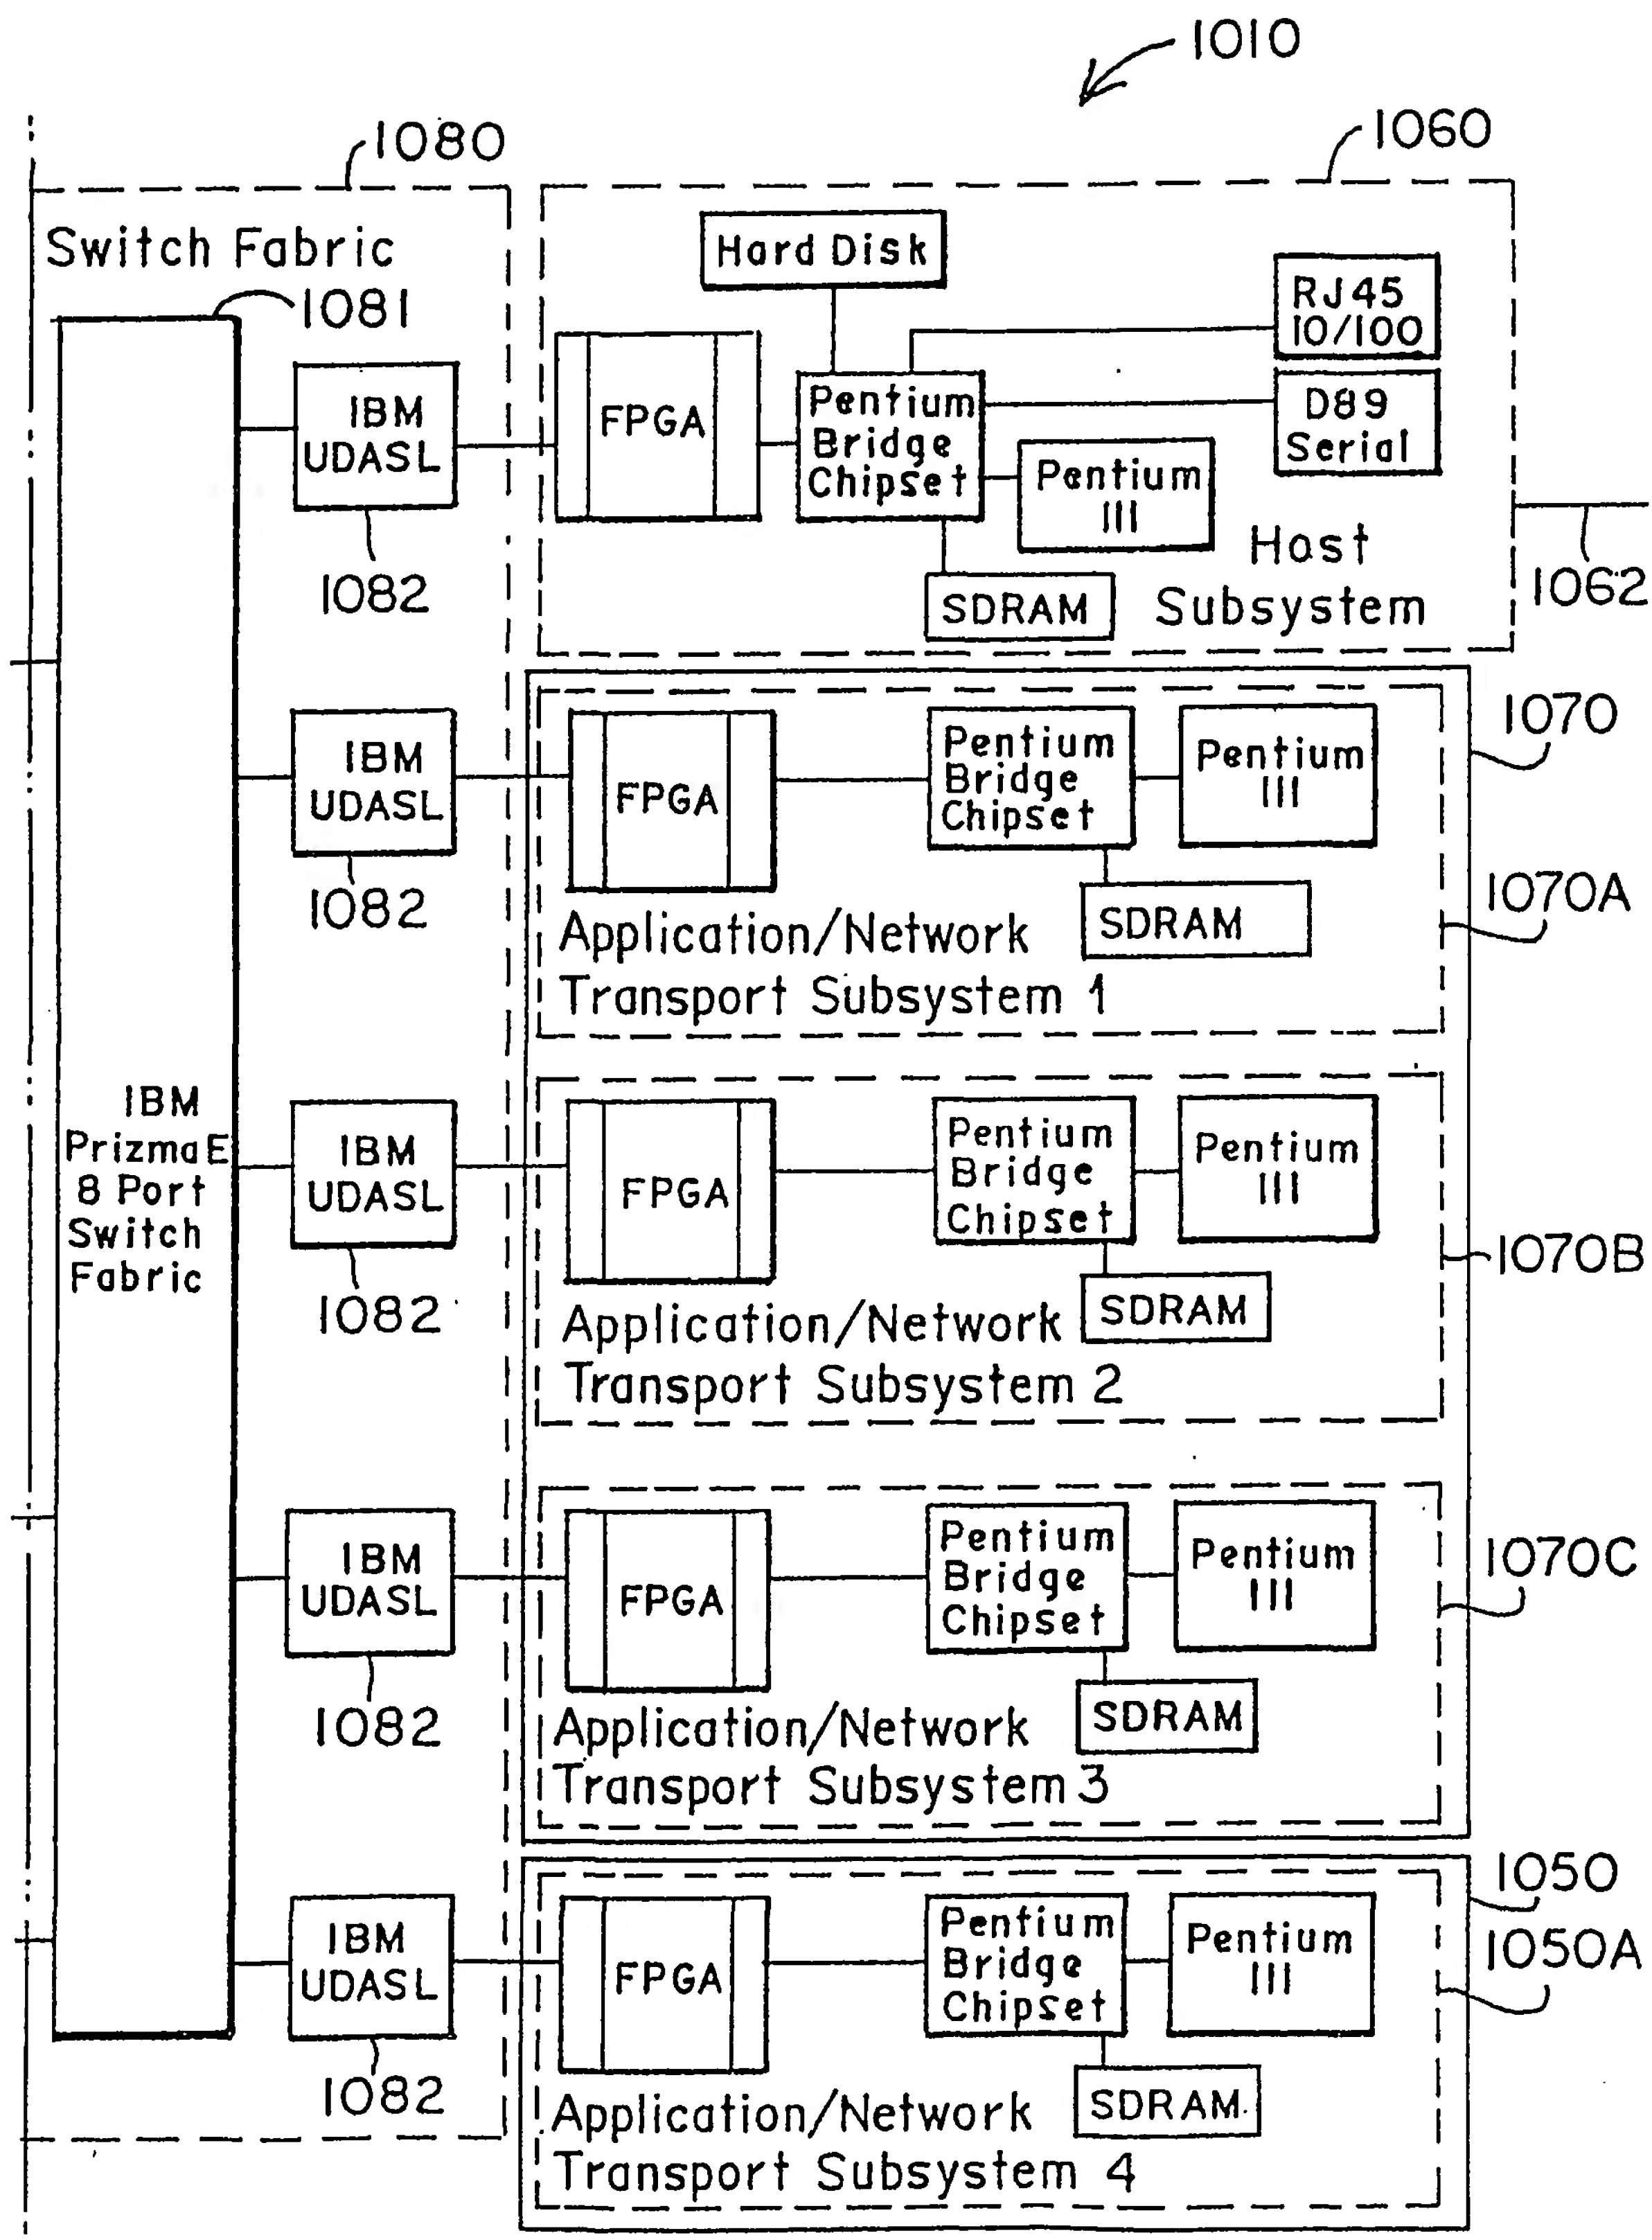 1010
1080
1060
Switch Fabric
1081
Hard Disk
RJ45
10/100
IBM
UDASL
FPGA
Pentium
Bridge
Chipset
D89
Serial
Pentium
III
1082
SDRAM
Host
Subsystem
1062
IBM
UDASL
1082
FPGA
Pentium
Bridge
Chipset
Pentium
III
1070
SDRAM
1070A
Application/Network
Transport Subsystem 1
IBM
PrizmaE
8 Port
Switch
Fabric
IBM
UDASL
1082
FPGA
Pentium
Bridge
Chipset
Pentium
III
1070B
SDRAM
Application/Network
Transport Subsystem 2
IBM
UDASL
1082
FPGA
Pentium
Bridge
Chipset
Pentium
III
1070C
SDRAM
Application/Network
Transport Subsystem 3
1050
IBM
UDASL
1082
FPGA
Pentium
Bridge
Chipset
Pentium
III
1050A
SDRAM
Application/Network
Transport Subsystem 4